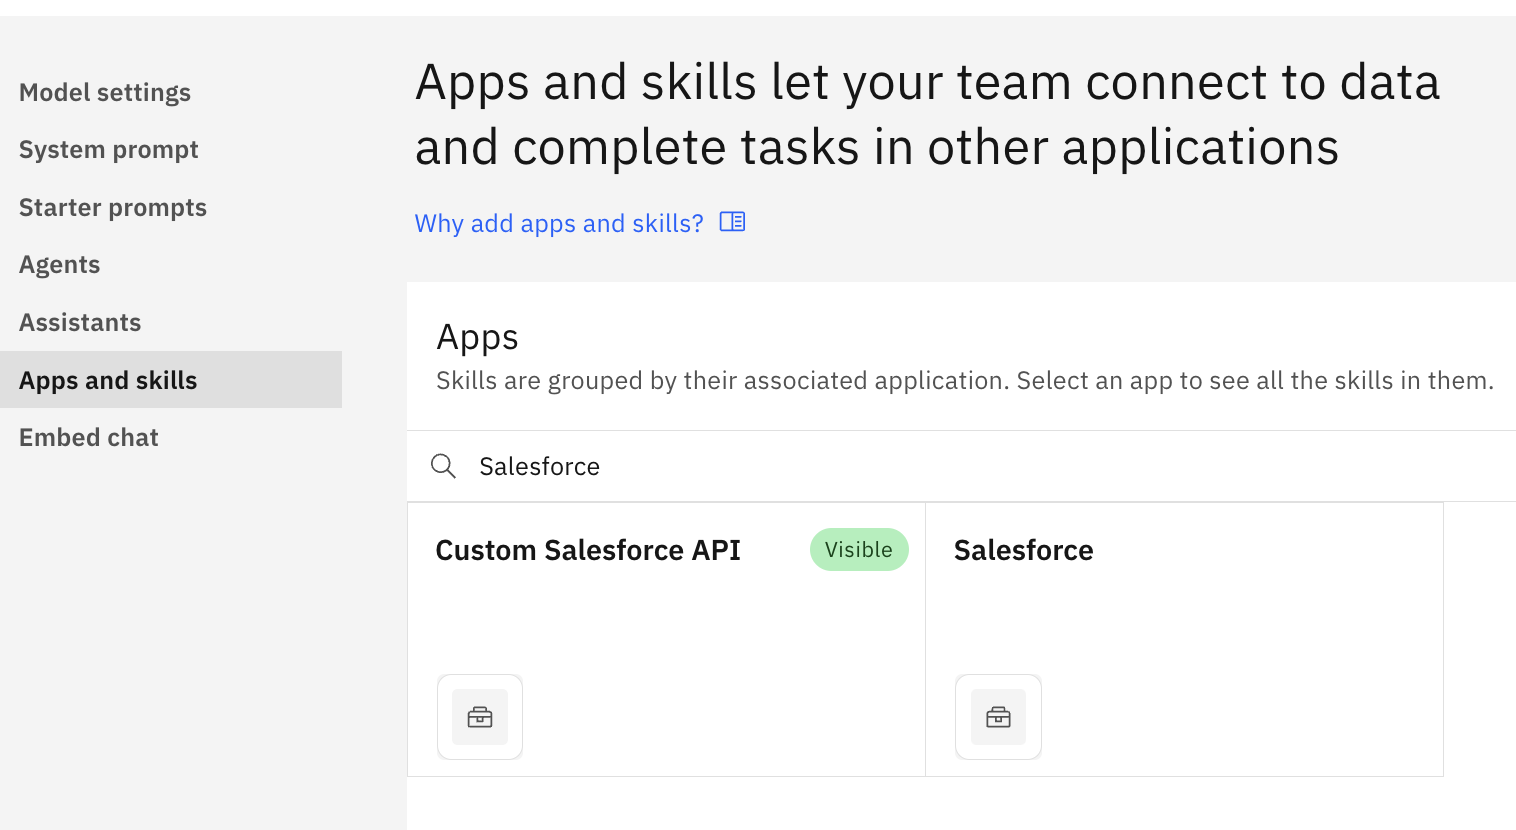 Model settings
System prompt
Starter prompts
Agents
Assistants
Apps and skills
Embed chat
Apps and skills let your team connect to data
and complete tasks in other applications
Why add apps and skills?
Apps
Skills are grouped by their associated application. Select an app to see all the skills in them.
Salesforce
Custom Salesforce API
Visible
Salesforce